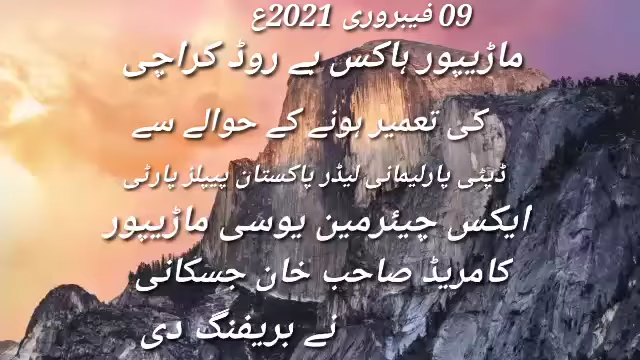 09 فیبروری 2021ع
ماڑیپور ہاکس بے روڈ کراچی
کی تعمیر ہونے کے حوالے سے
ڈپٹی پارلیمانی لیڈر پاکستان پیپلز پارٹی
ایکس چیئرمین یوسی ماڑیپور
کامریڈ صاحب خان جسکانی
نے بریفنگ دی